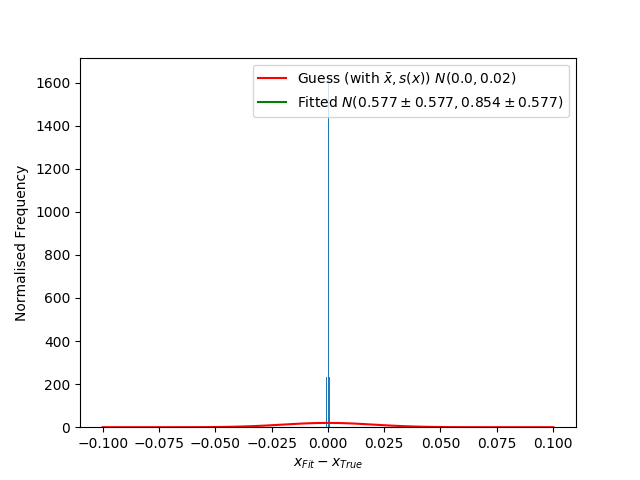 Guess (with x̄, s(x)) N(0.0, 0.02)
Fitted N(0.577 ± 0.577, 0.854 ± 0.577)
1600
1400
1200
1000
800
600
400
200
0
Normalised Frequency
−0.100 −0.075 −0.050 −0.025 0.000 0.025 0.050 0.075 0.100
x_Fit − x_True